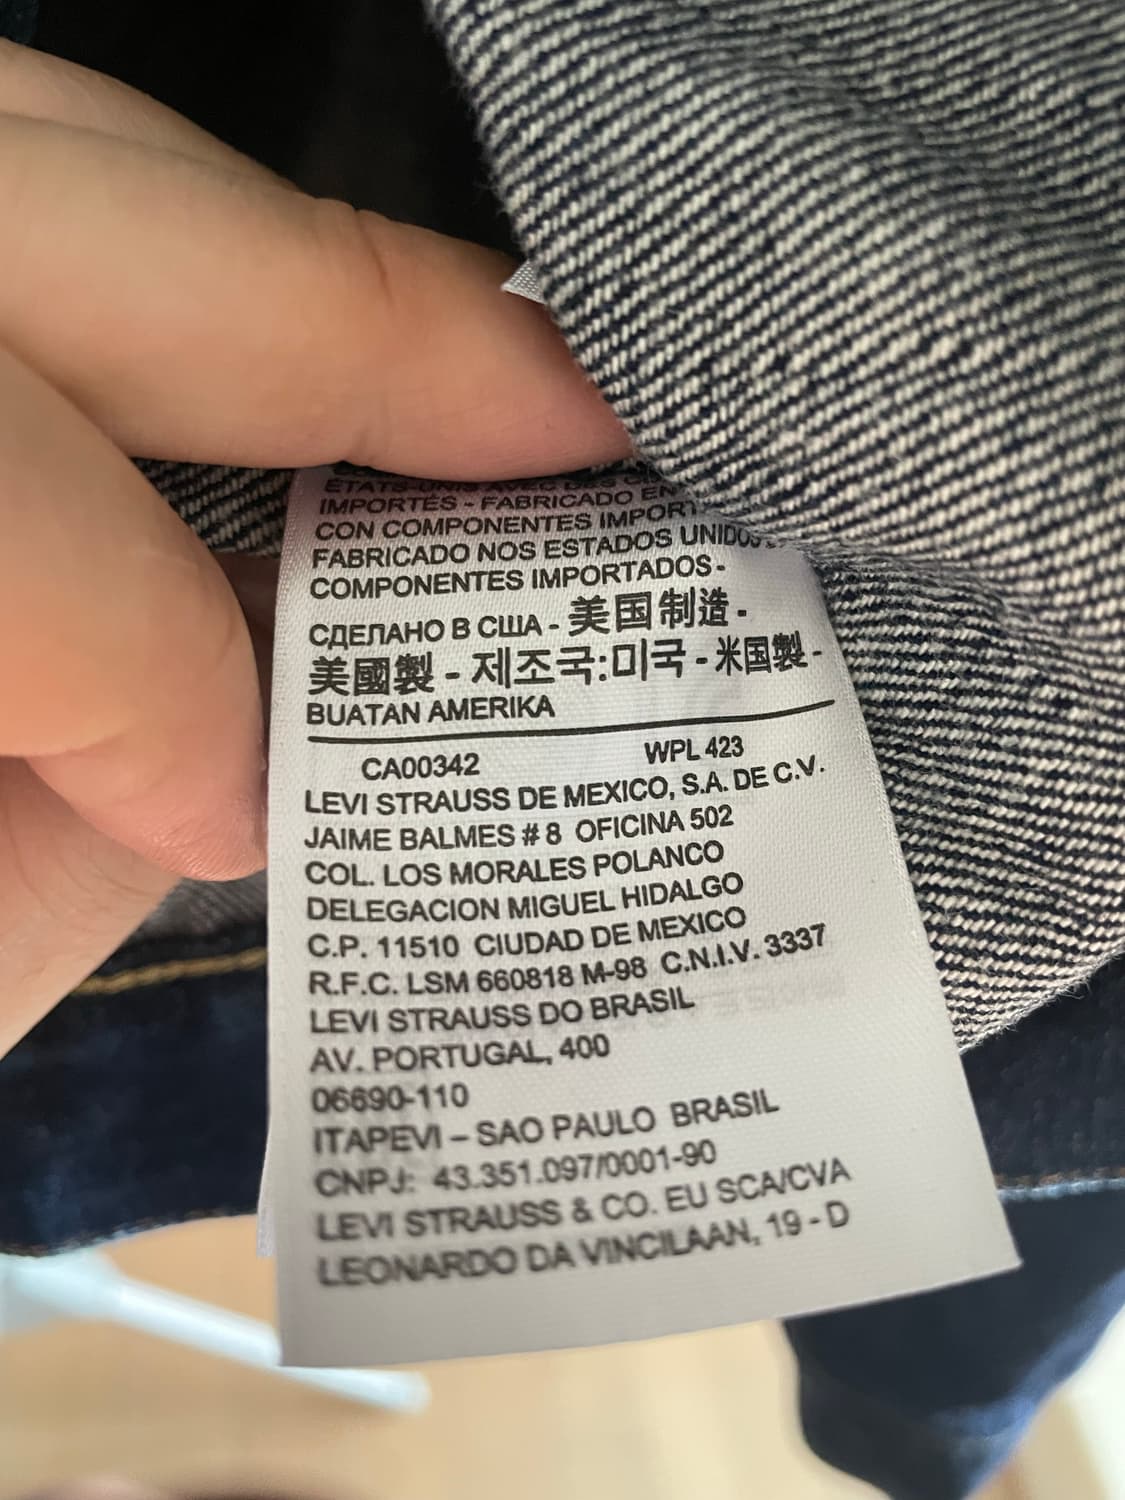 ÉTATS-UNIS AVEC DES
IMPORTÉS - FABRICADO EN
CON COMPONENTES IMPORT
FABRICADO NOS ESTADOS UNIDOS
COMPONENTES IMPORTADOS -
СДЕЛАНО В США - 美国制造 -
美國製 - 제조국:미국 - 米国製 -
BUATAN AMERIKA
CA00342 WPL 423
LEVI STRAUSS DE MEXICO, S.A. DE C.V.
JAIME BALMES # 8 OFICINA 502
COL. LOS MORALES POLANCO
DELEGACION MIGUEL HIDALGO
C.P. 11510 CIUDAD DE MEXICO
R.F.C. LSM 660818 M-98 C.N.I.V. 3337
LEVI STRAUSS DO BRASIL
AV. PORTUGAL, 400
06690-110
ITAPEVI – SAO PAULO BRASIL
CNPJ: 43.351.097/0001-90
LEVI STRAUSS & CO. EU SCA/CVA
LEONARDO DA VINCILAAN, 19 - D